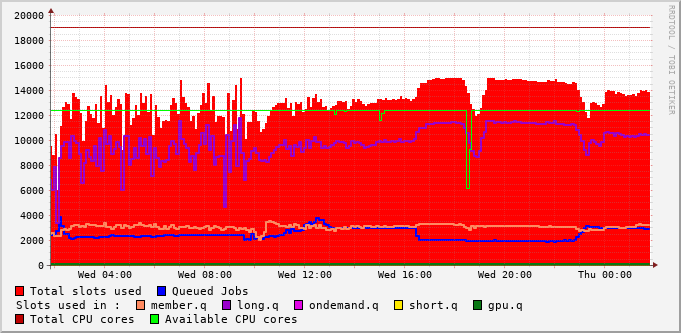 20000
18000
16000
14000
12000
10000
8000
6000
4000
2000
0
Wed 04:00 Wed 08:00 Wed 12:00 Wed 16:00 Wed 20:00 Thu 00:00
RRDTOOL / TOBI OETIKER
Total slots used Queued Jobs
Slots used in : member.q long.q ondemand.q short.q gpu.q
Total CPU cores Available CPU cores